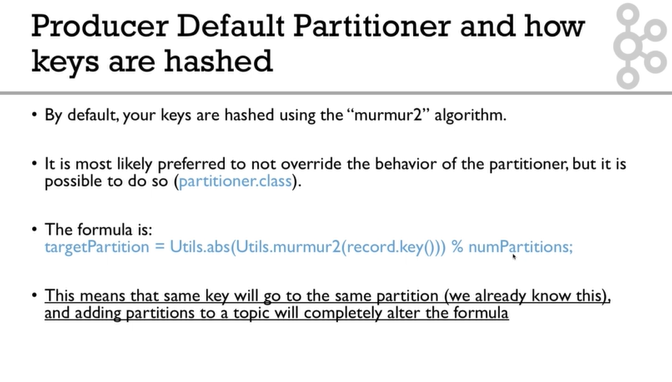 Producer Default Partitioner and how
keys are hashed
• By default, your keys are hashed using the “murmur2” algorithm.
• It is most likely preferred to not override the behavior of the partitioner, but it is
possible to do so (partitioner.class).
• The formula is:
targetPartition = Utils.abs(Utils.murmur2(record.key())) % numPartitions;
• This means that same key will go to the same partition (we already know this),
and adding partitions to a topic will completely alter the formula